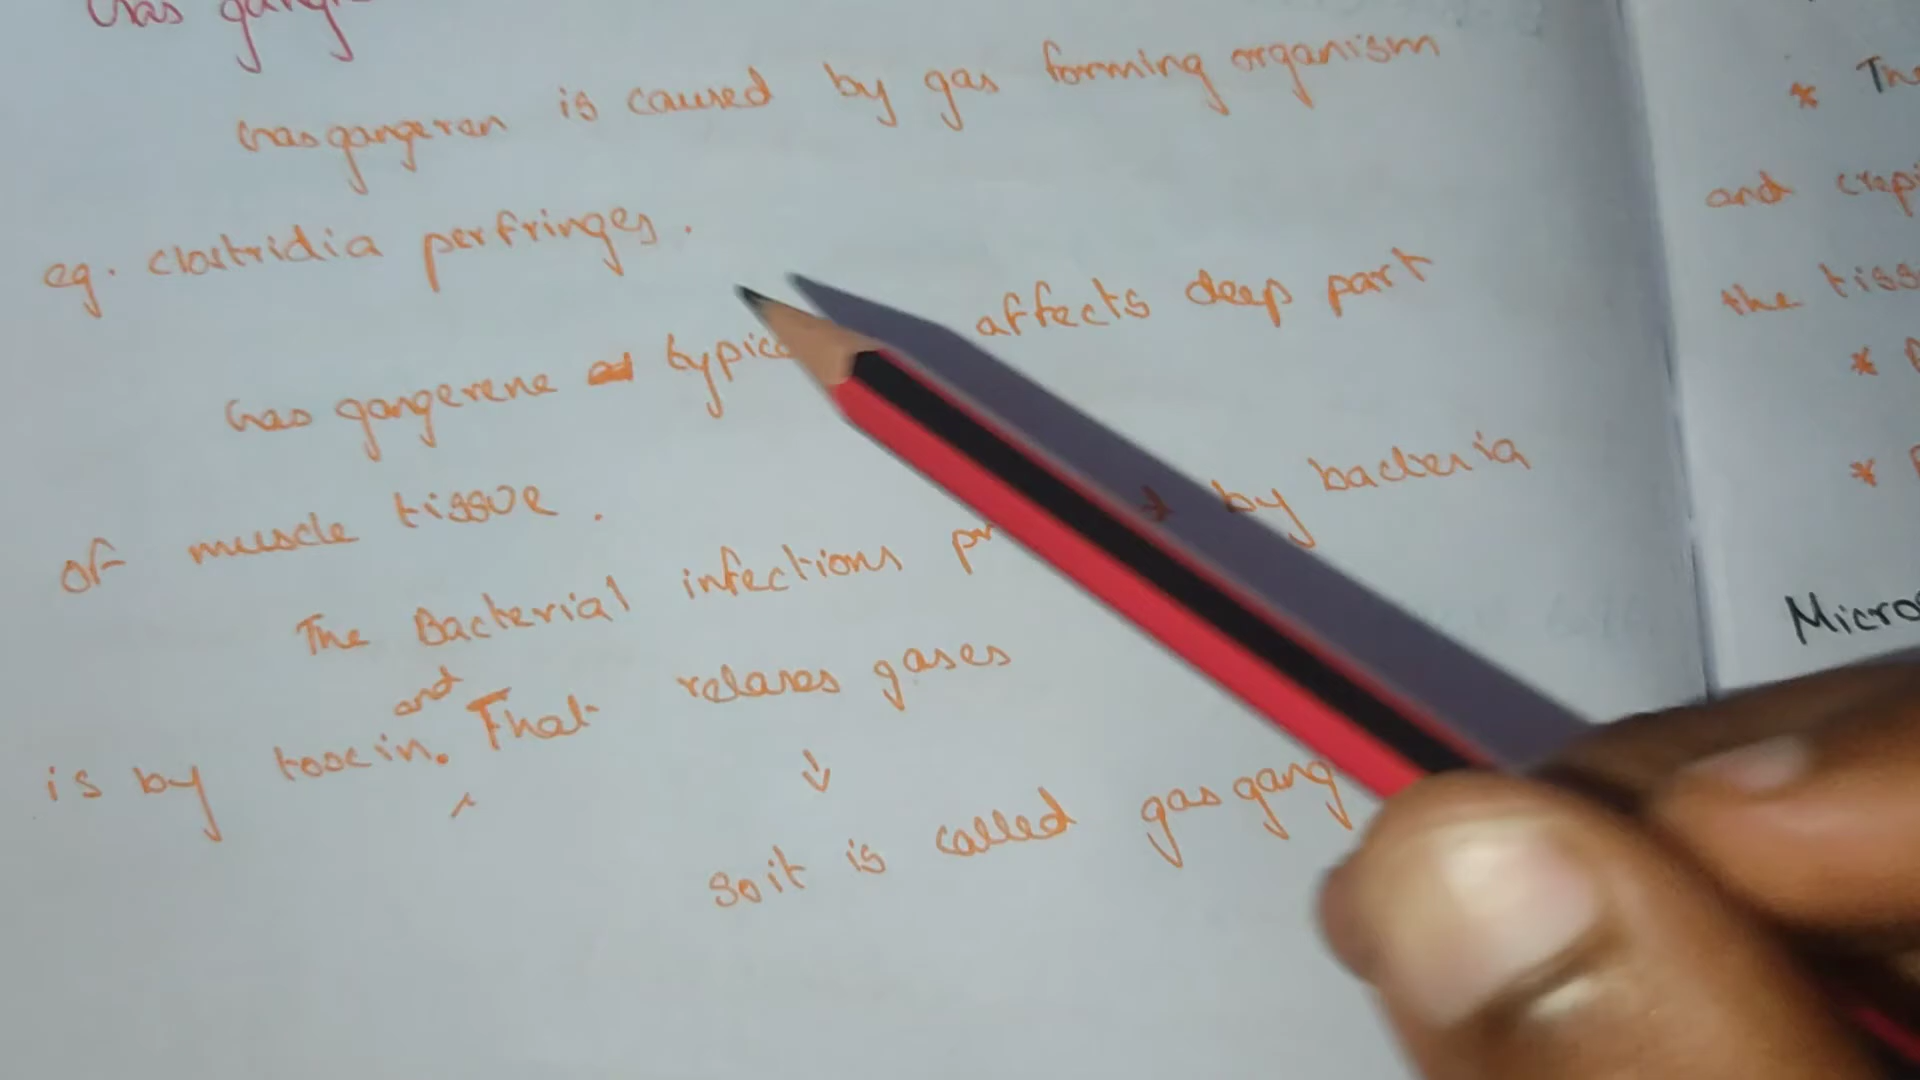 Gas
Gasgangeran is caused by gas forming organism
eg. Clostridia perfringes.
Gas gangerene affects deep part
of muscle tissue.
The Bacterial infections by bacteria
and
is by toxin. That relases gases
↓
So it is called gas gang
* The
and
the
*
*
Micro